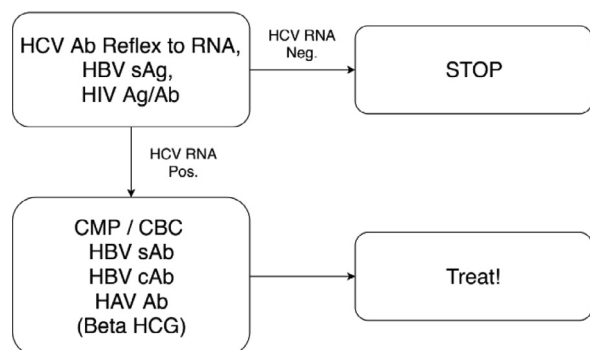 HCV Ab Reflex to RNA,
HBV sAg,
HIV Ag/Ab
HCV RNA
Neg.
STOP
HCV RNA
Pos.
CMP / CBC
HBV sAb
HBV cAb
HAV Ab
(Beta HCG)
Treat!